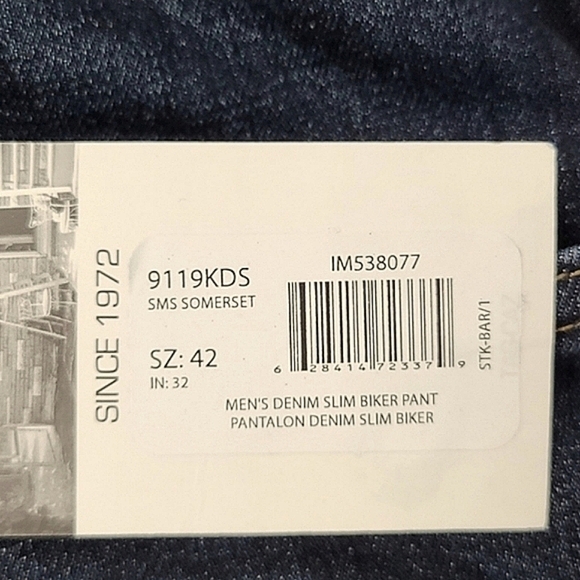 SINCE 1972
9119KDS
SMS SOMERSET
IM538077
SZ: 42
IN: 32
6 28414 72337 9
STK-BAR/1
MEN'S DENIM SLIM BIKER PANT
PANTALON DENIM SLIM BIKER